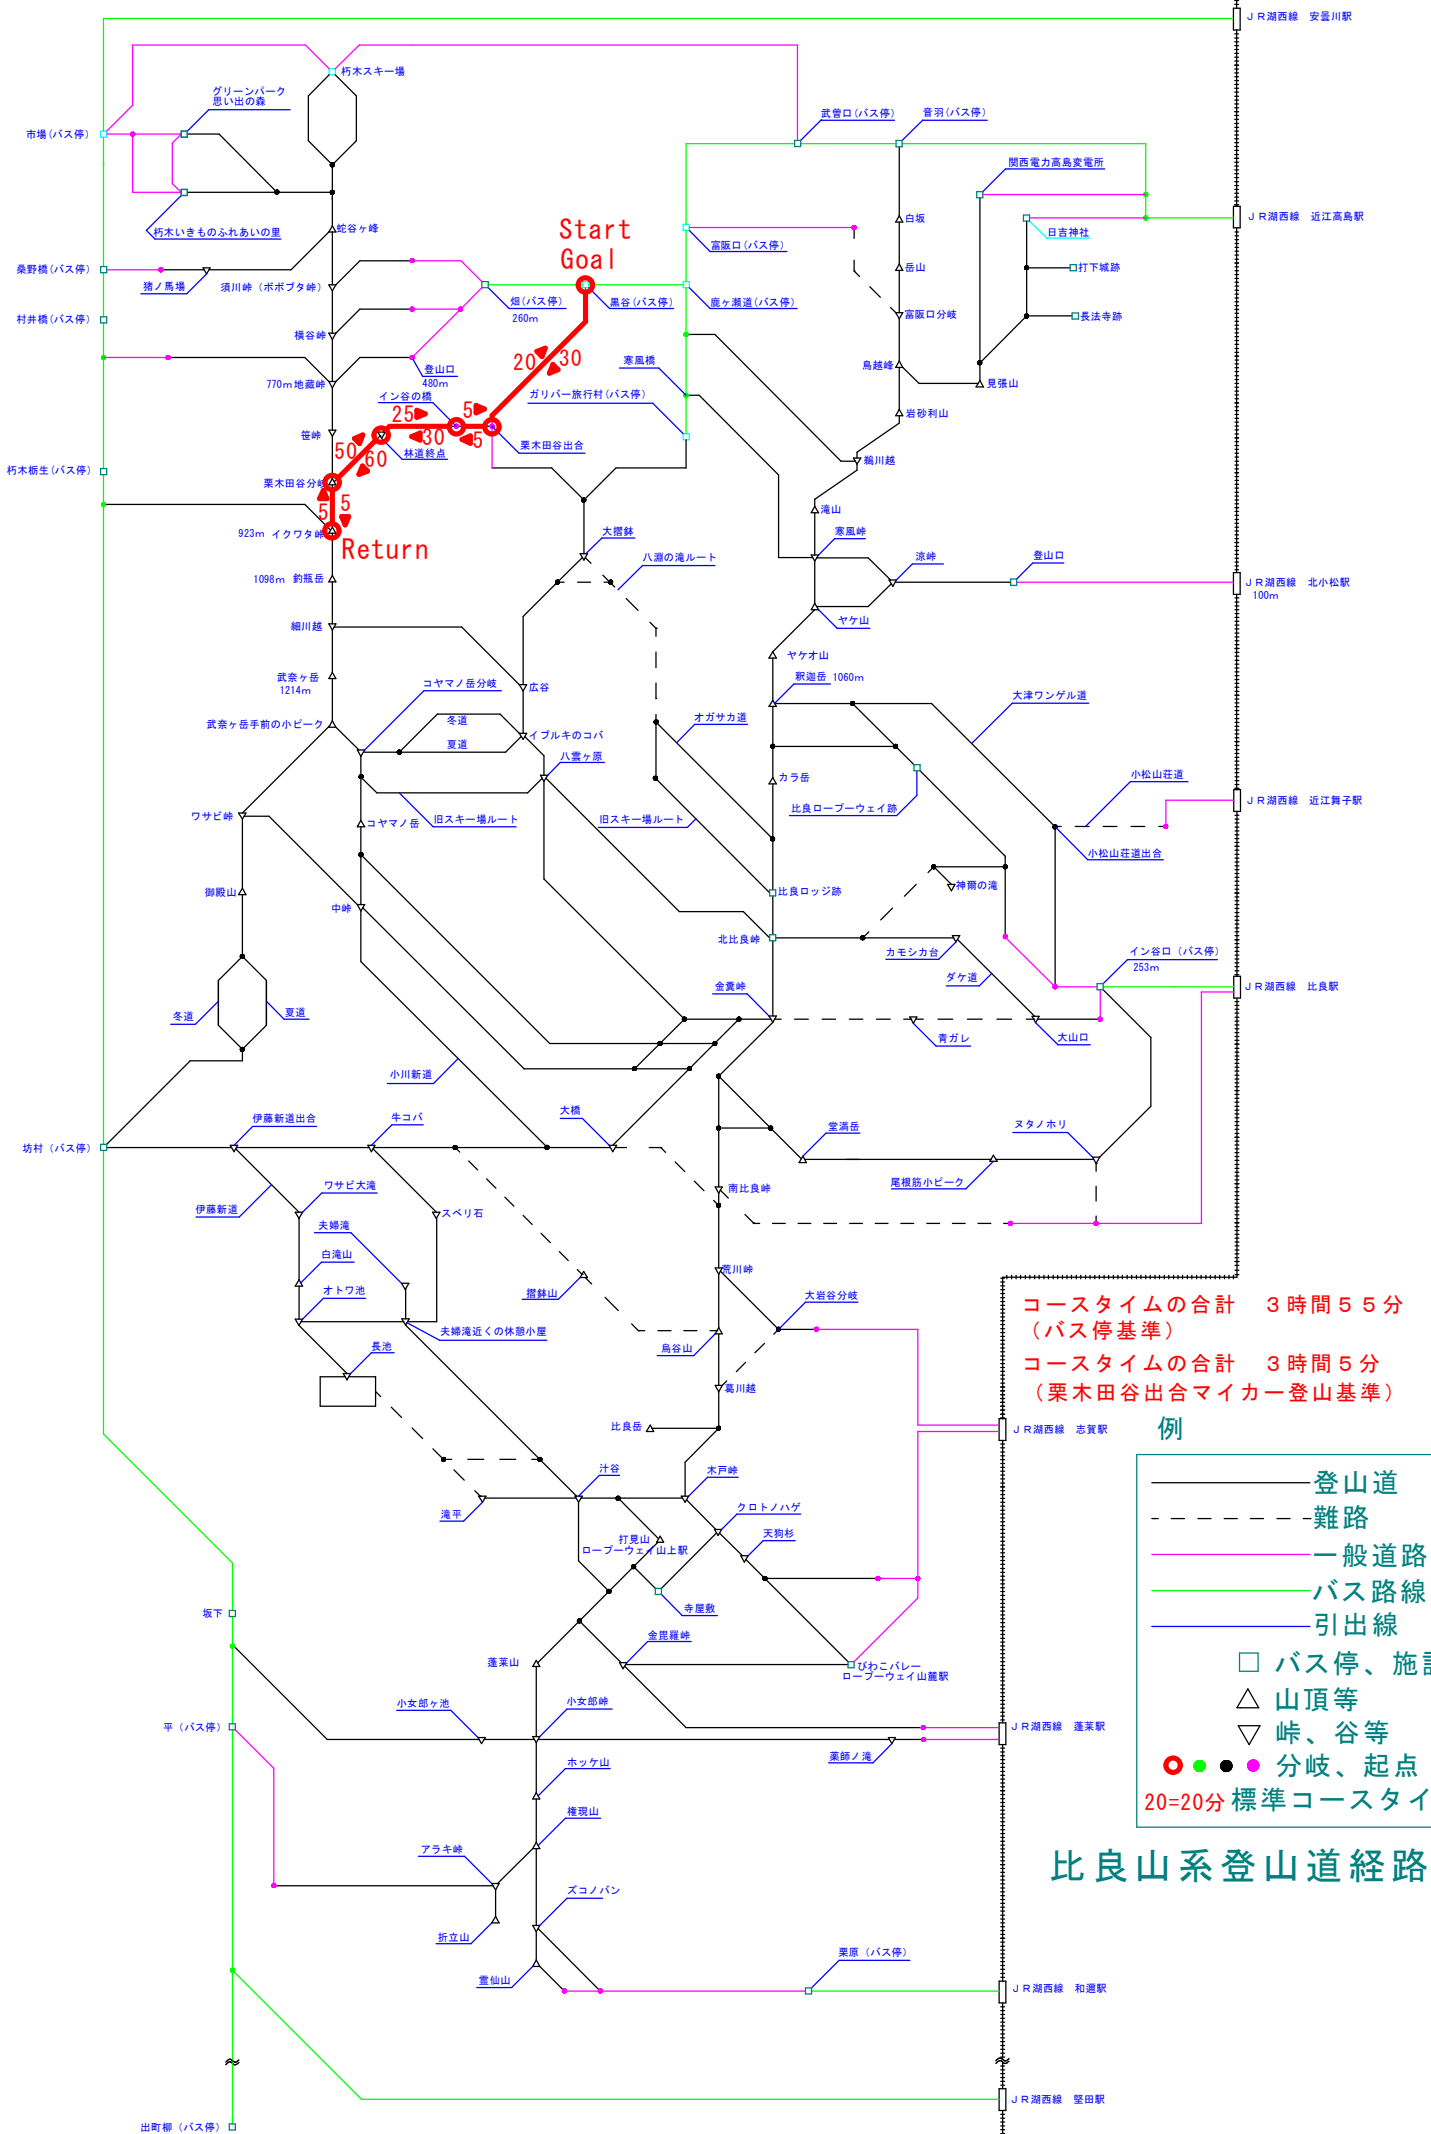 JR湖西線 安曇川駅
朽木スキー場
グリーンパーク
思い出の森
武曽口(バス停)
音羽(バス停)
市場(バス停)
関西電力高島変電所
白坂
JR湖西線 近江高島駅
Start
Goal
朽木いきものふれあいの里
蛇谷ヶ峰
富阪口(バス停)
日吉神社
桑野橋(バス停)
猪ノ馬場
須川峠(ボボブタ峠)
岳山
打下城跡
畑(バス停)
260m
黒谷(バス停)
鹿ヶ瀬道(バス停)
富阪口分岐
長法寺跡
村井橋(バス停)
横谷峠
20
30
寒風橋
鳥越峰
登山口
480m
770m地蔵峠
見張山
イン谷の橋
ガリバー旅行村(バス停)
25
5
岩砂利山
笹峠
50
30
5
栗木田谷出合
60
林道終点
鵜川越
朽木栃生(バス停)
栗木田谷分岐
5
5
滝山
923m イクワタ峠
Return
大摺鉢
寒風峠
八淵の滝ルート
涼峠
登山口
1098m 釣瓶岳
JR湖西線 北小松駅
100m
細川越
ヤケ山
ヤケオ山
武奈ヶ岳
1214m
コヤマノ岳分岐
広谷
釈迦岳 1060m
大津ワンゲル道
武奈ヶ岳手前の小ピーク
冬道
オガサカ道
イブルキのコバ
夏道
八雲ヶ原
カラ岳
小松山荘道
JR湖西線 近江舞子駅
ワサビ峠
コヤマノ岳
旧スキー場ルート
旧スキー場ルート
比良ロープーウェイ跡
小松山荘道出合
御殿山
中峠
比良ロッジ跡
神爾の滝
北比良峠
カモシカ台
イン谷口(バス停)
253m
ダケ道
JR湖西線 比良駅
冬道
夏道
金糞峠
青ガレ
大山口
小川新道
坊村(バス停)
伊藤新道出合
牛コバ
大橋
堂満岳
ヌタノホリ
伊藤新道
ワサビ大滝
スベリ石
南比良峠
尾根筋小ピーク
夫婦滝
白滝山
荒川峠
オトワ池
摺鉢山
大岩谷分岐
コースタイムの合計 3時間55分
(バス停基準)
夫婦滝近くの休憩小屋
長池
烏谷山
コースタイムの合計 3時間5分
(栗木田谷出合マイカー登山基準)
葛川越
比良岳
JR湖西線 志賀駅
例
汁谷
木戸峠
登山道
滝平
クロトノハゲ
難路
打見山
ロープーウェイ山上駅
天狗杉
一般道路
バス路線
坂下
寺屋敷
引出線
蓬莱山
金毘羅峠
びわこバレー
ロープーウェイ山麓駅
バス停、施
山頂等
小女郎ヶ池
小女郎峠
平(バス停)
JR湖西線 蓬莱駅
峠、谷等
ホッケ山
薬師ノ滝
分岐、起点
20=20分 標準コースタイ
権現山
アラキ峠
比良山系登山道経路
ズコノバン
折立山
栗原(バス停)
霊仙山
JR湖西線 和邇駅
JR湖西線 堅田駅
出町柳(バス停)